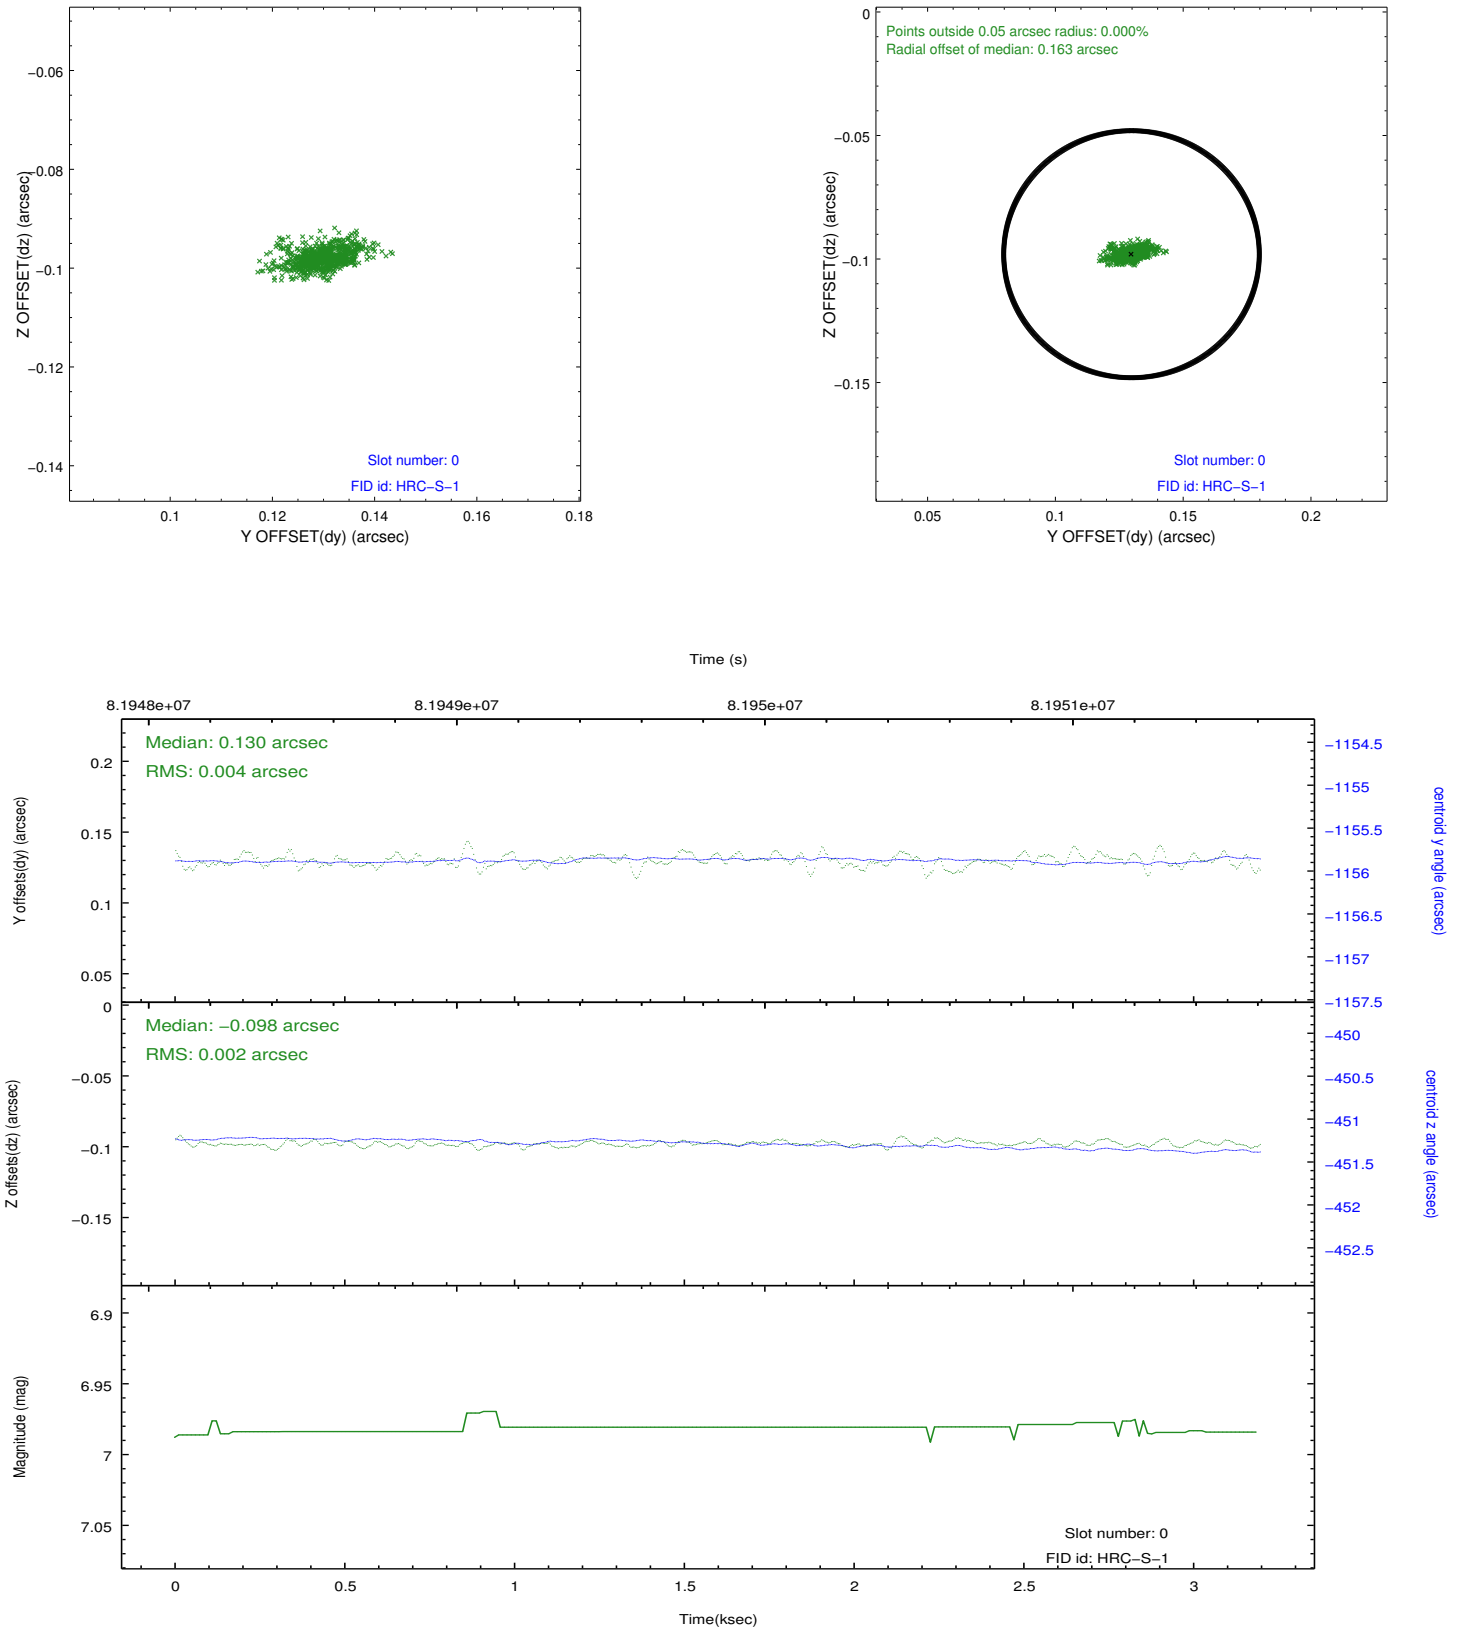 −0.06
−0.08
−0.1
−0.12
−0.14
Z OFFSET(dz) (arcsec)
Slot number: 0
FID id: HRC−S−1
0.1 0.12 0.14 0.16 0.18
Y OFFSET(dy) (arcsec)
Points outside 0.05 arcsec radius: 0.000%
Radial offset of median: 0.163 arcsec
0
−0.05
−0.1
−0.15
Z OFFSET(dz) (arcsec)
Slot number: 0
FID id: HRC−S−1
0.05 0.1 0.15 0.2
Y OFFSET(dy) (arcsec)
Time (s)
8.1948e+07 8.1949e+07 8.195e+07 8.1951e+07
Median: 0.130 arcsec
RMS: 0.004 arcsec
0.2
0.15
0.1
0.05
Y offsets(dy) (arcsec)
−1154.5
−1155
−1155.5
−1156
−1156.5
−1157
−1157.5
centroid y angle (arcsec)
Median: −0.098 arcsec
RMS: 0.002 arcsec
0
−0.05
−0.1
−0.15
Z offsets(dz) (arcsec)
−450
−450.5
−451
−451.5
−452
−452.5
centroid z angle (arcsec)
6.9
6.95
7
7.05
Magnitude (mag)
Slot number: 0
FID id: HRC−S−1
0 0.5 1 1.5 2 2.5 3
Time(ksec)